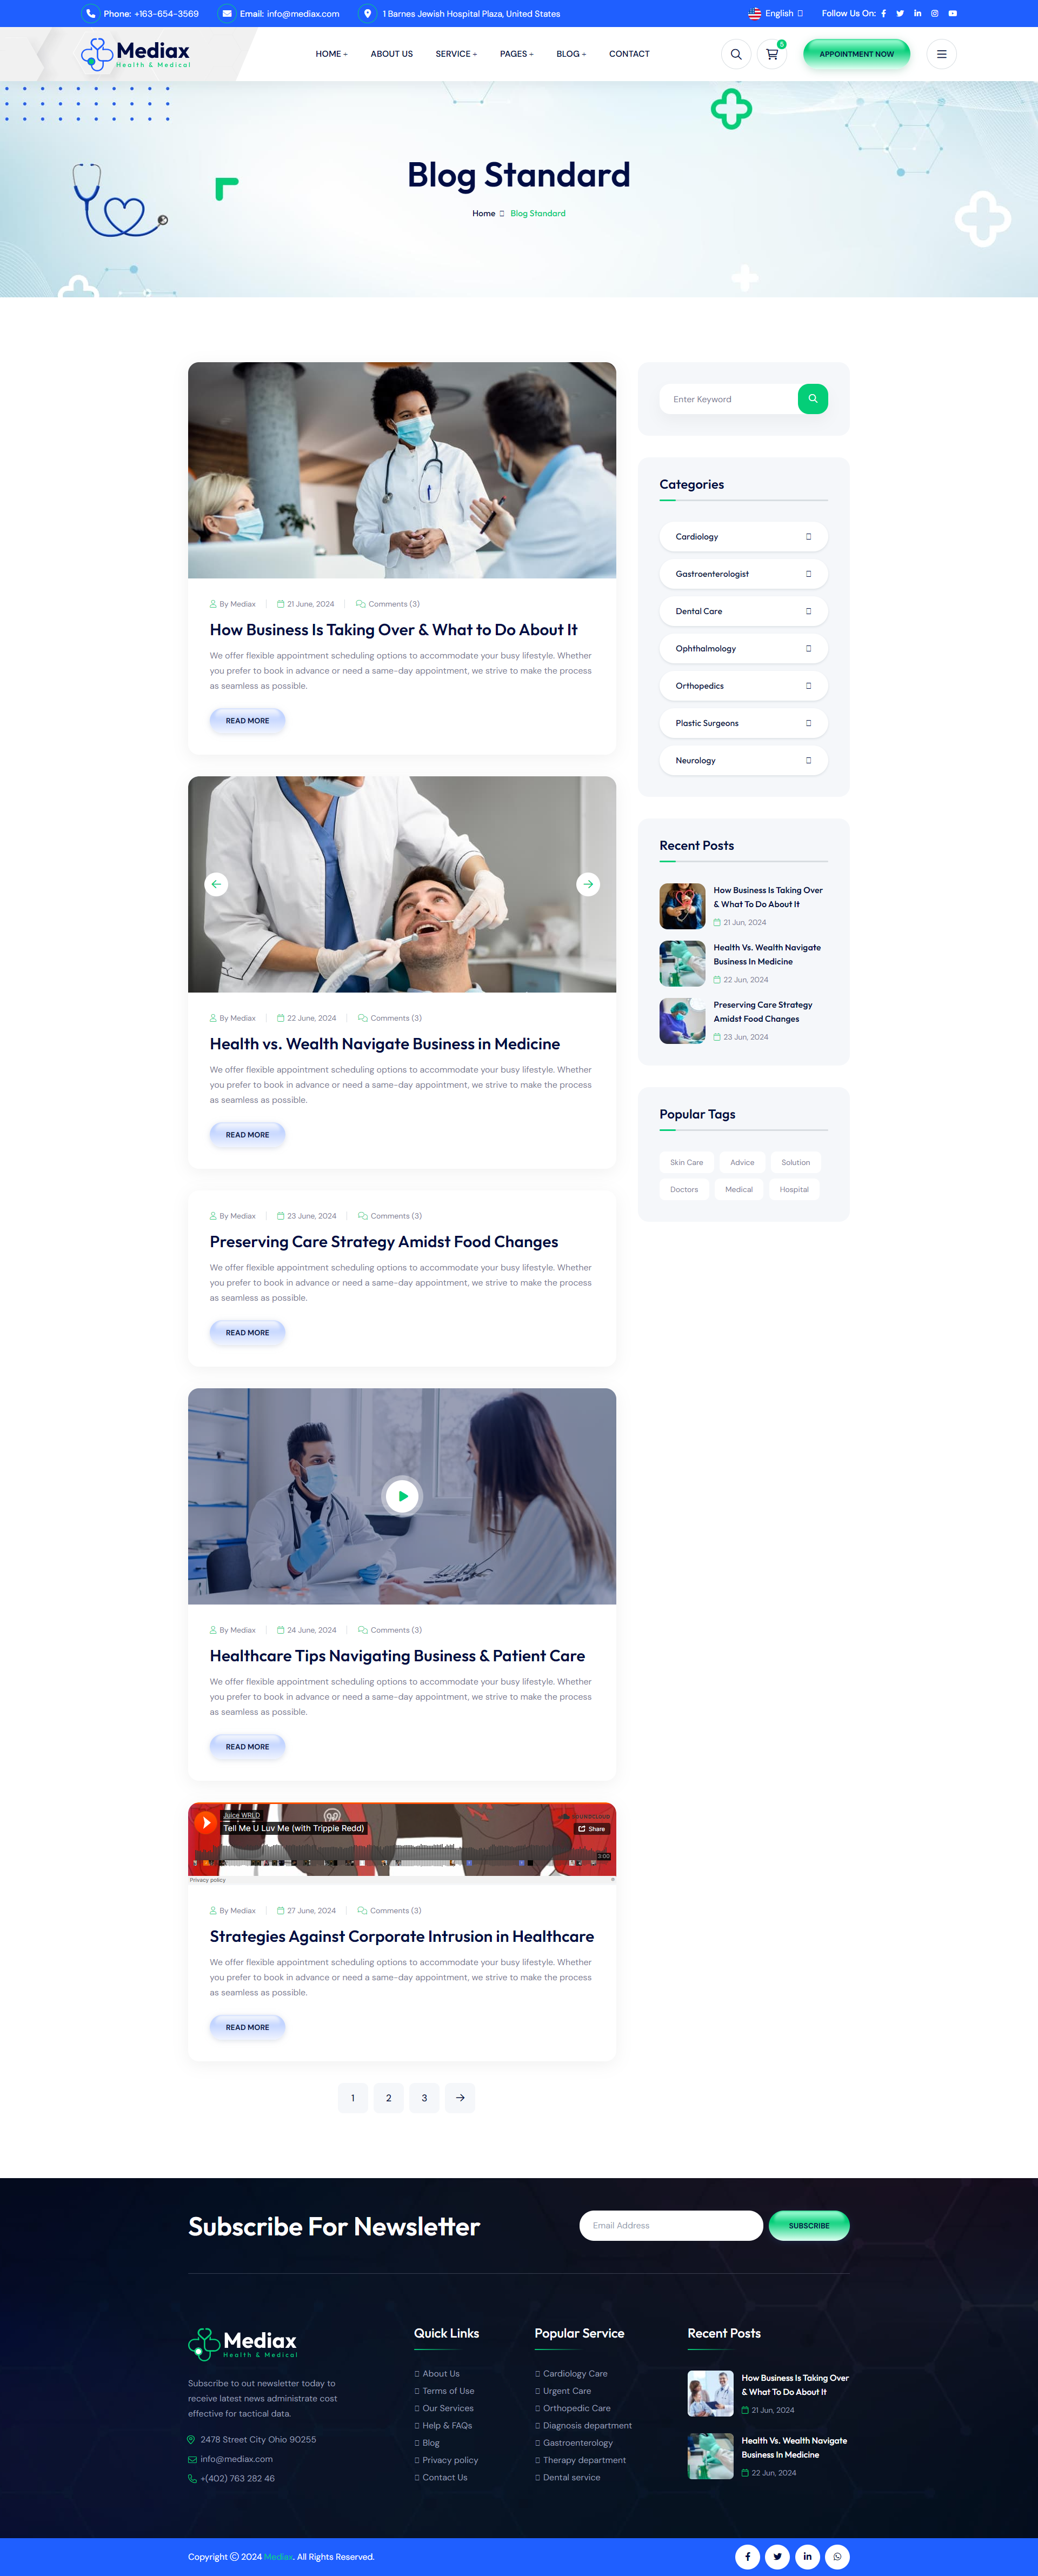 Phone: +163-654-3569
Email: info@mediax.com
1 Barnes Jewish Hospital Plaza, United States
English
Follow Us On:
Mediax
Health & Medical
HOME +
ABOUT US
SERVICE +
PAGES +
BLOG +
CONTACT
5
APPOINTMENT NOW
Blog Standard
Home
Blog Standard
By Mediax
21 June, 2024
Comments (3)
How Business Is Taking Over & What to Do About It
We offer flexible appointment scheduling options to accommodate your busy lifestyle. Whether
you prefer to book in advance or need a same-day appointment, we strive to make the process
as seamless as possible.
READ MORE
By Mediax
22 June, 2024
Comments (3)
Health vs. Wealth Navigate Business in Medicine
We offer flexible appointment scheduling options to accommodate your busy lifestyle. Whether
you prefer to book in advance or need a same-day appointment, we strive to make the process
as seamless as possible.
READ MORE
By Mediax
23 June, 2024
Comments (3)
Preserving Care Strategy Amidst Food Changes
We offer flexible appointment scheduling options to accommodate your busy lifestyle. Whether
you prefer to book in advance or need a same-day appointment, we strive to make the process
as seamless as possible.
READ MORE
By Mediax
24 June, 2024
Comments (3)
Healthcare Tips Navigating Business & Patient Care
We offer flexible appointment scheduling options to accommodate your busy lifestyle. Whether
you prefer to book in advance or need a same-day appointment, we strive to make the process
as seamless as possible.
READ MORE
Juice WRLD
Tell Me U Luv Me (with Trippie Redd)
SOUNDCLOUD
Share
3:00
Privacy policy
By Mediax
27 June, 2024
Comments (3)
Strategies Against Corporate Intrusion in Healthcare
We offer flexible appointment scheduling options to accommodate your busy lifestyle. Whether
you prefer to book in advance or need a same-day appointment, we strive to make the process
as seamless as possible.
READ MORE
1
2
3
Enter Keyword
Categories
Cardiology
Gastroenterologist
Dental Care
Ophthalmology
Orthopedics
Plastic Surgeons
Neurology
Recent Posts
How Business Is Taking Over
& What To Do About It
21 Jun, 2024
Health Vs. Wealth Navigate
Business In Medicine
22 Jun, 2024
Preserving Care Strategy
Amidst Food Changes
23 Jun, 2024
Popular Tags
Skin Care
Advice
Solution
Doctors
Medical
Hospital
Subscribe For Newsletter
Email Address
SUBSCRIBE
Mediax
Health & Medical
Subscribe to out newsletter today to
receive latest news administrate cost
effective for tactical data.
2478 Street City Ohio 90255
info@mediax.com
+(402) 763 282 46
Quick Links
About Us
Terms of Use
Our Services
Help & FAQs
Blog
Privacy policy
Contact Us
Popular Service
Cardiology Care
Urgent Care
Orthopedic Care
Diagnosis department
Gastroenterology
Therapy department
Dental service
Recent Posts
How Business Is Taking Over
& What To Do About It
21 Jun, 2024
Health Vs. Wealth Navigate
Business In Medicine
22 Jun, 2024
Copyright © 2024 Mediax. All Rights Reserved.